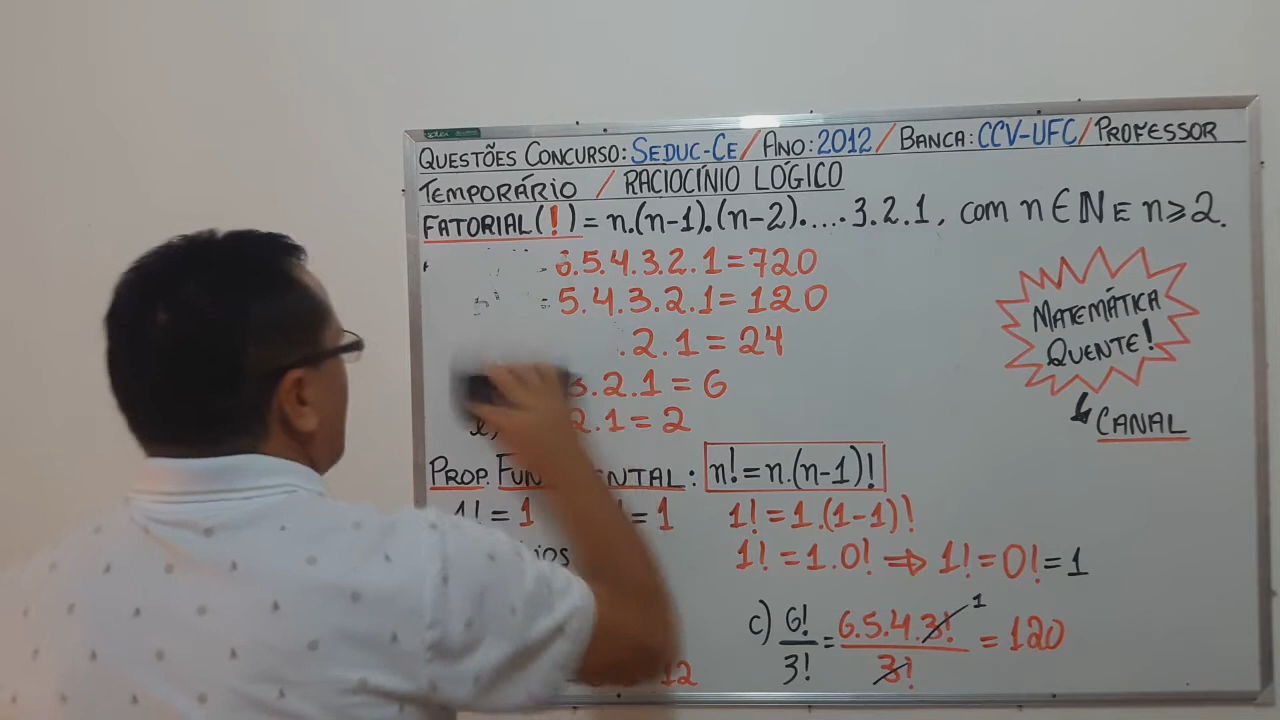 QUESTÕES CONCURSO: SEDUC-CE / ANO: 2012 / BANCA: CCV-UFC / PROFESSOR
TEMPORÁRIO / RACIOCÍNIO LÓGICO
FATORIAL (!) = n.(n-1).(n-2). .... 3.2.1, com n ∈ ℕ E n ⩾ 2.
6.5.4.3.2.1 = 720
= 5.4.3.2.1 = 120
.2.1 = 24
3.2.1 = 6
2.1 = 2
MATEMÁTICA
QUENTE!
CANAL
PROP. : n! = n.(n-1)!
1! = 1 = 1 1! = 1.(1-1)!
1! = 1.0! ⇒ 1! = 0! = 1
c) 6!/3! = 6.5.4.3!/3! 1 = 120
12